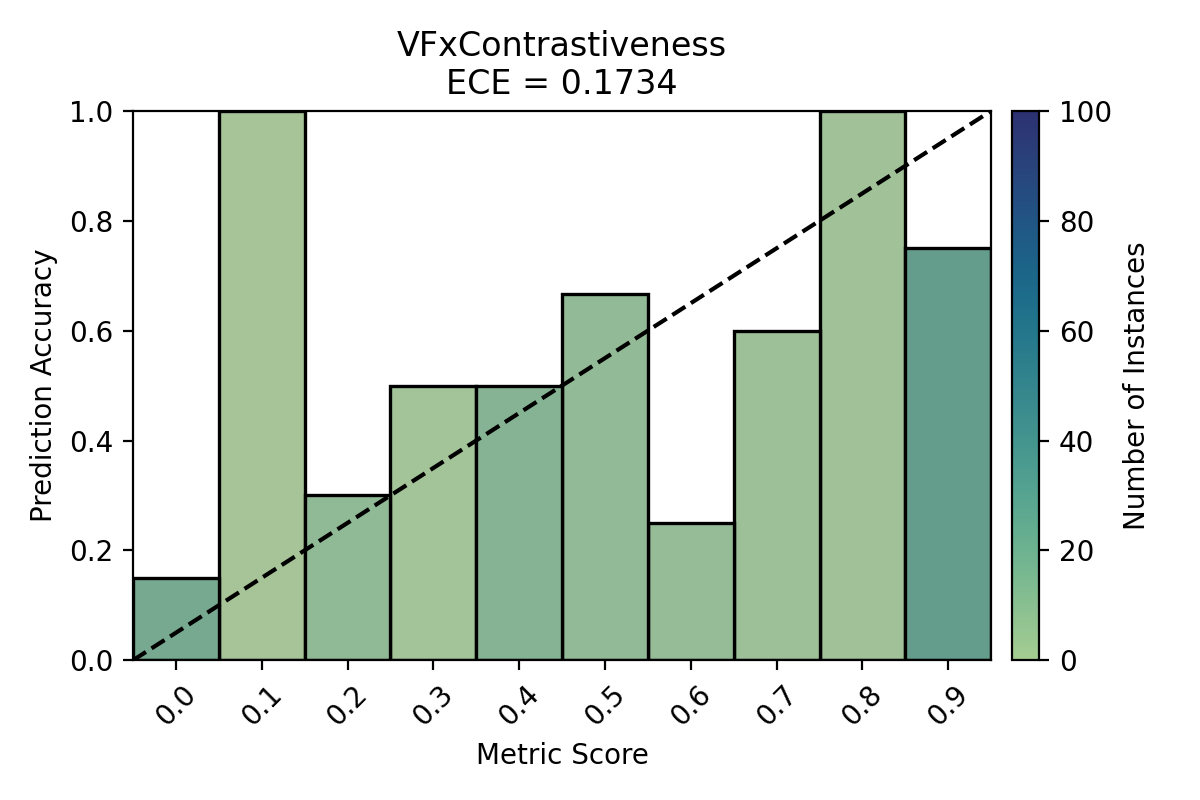 VFxContrastiveness
ECE = 0.1734
Prediction Accuracy
1.0
0.8
0.6
0.4
0.2
0.0
0.0 0.1 0.2 0.3 0.4 0.5 0.6 0.7 0.8 0.9
Metric Score
100
80
60
40
20
0
Number of Instances